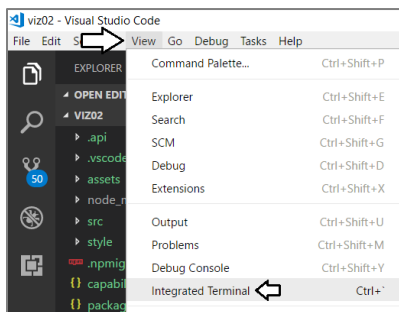 viz02 - Visual Studio Code
File Edit View Go Debug Tasks Help
EXPLORER
Command Palette... Ctrl+Shift+P
OPEN EDIT
Explorer Ctrl+Shift+E
VIZ02
Search Ctrl+Shift+F
.api
SCM Ctrl+Shift+G
.vscode
Debug Ctrl+Shift+D
50
assets
Extensions Ctrl+Shift+X
node_m
src
Output Ctrl+Shift+U
style
Problems Ctrl+Shift+M
.npmig
Debug Console Ctrl+Shift+Y
{} capabil
Integrated Terminal Ctrl+`
{} packag